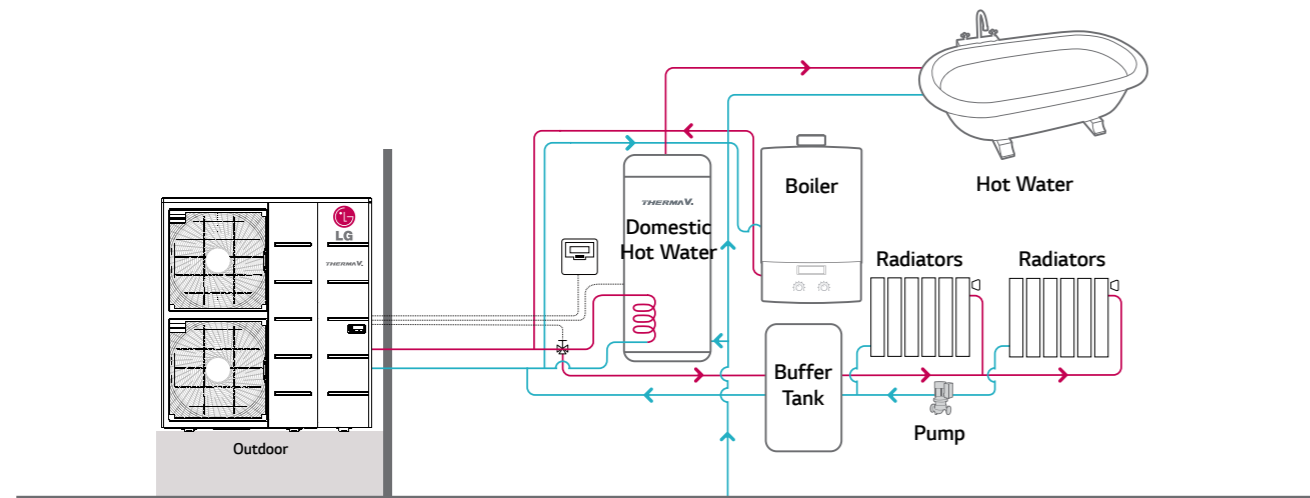 Hot Water
Boiler
THERMA V.
Domestic
Hot Water
LG
THERMA V.
Radiators
Radiators
Buffer
Tank
Pump
Outdoor